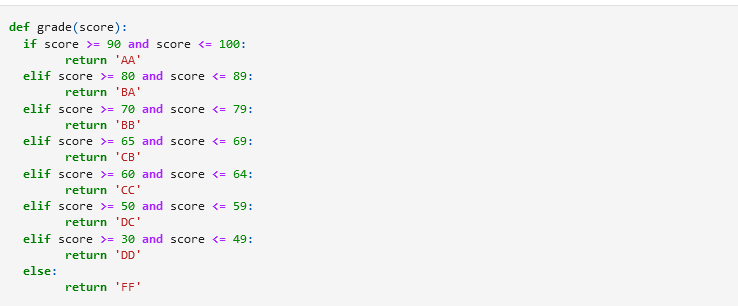 def grade(score):
  if score >= 90 and score <= 100:
        return 'AA'
  elif score >= 80 and score <= 89:
        return 'BA'
  elif score >= 70 and score <= 79:
        return 'BB'
  elif score >= 65 and score <= 69:
        return 'CB'
  elif score >= 60 and score <= 64:
        return 'CC'
  elif score >= 50 and score <= 59:
        return 'DC'
  elif score >= 30 and score <= 49:
        return 'DD'
  else:
        return 'FF'